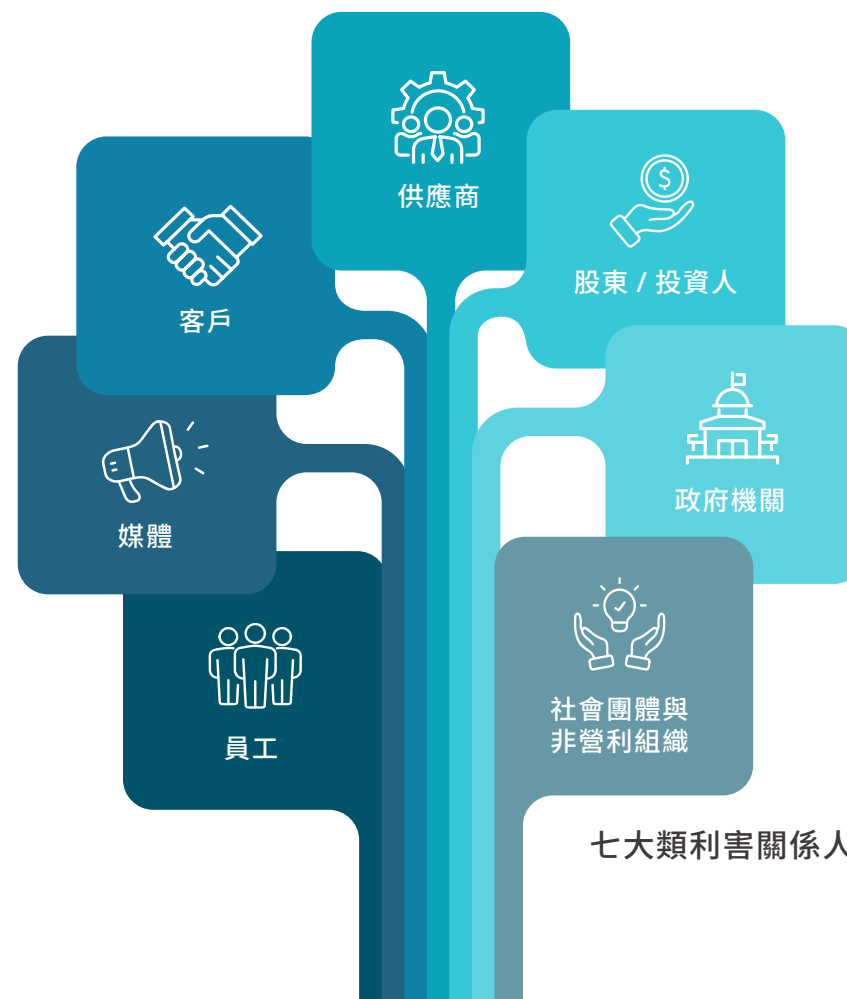 供應商
股東 / 投資人
客戶
政府機關
媒體
社會團體與
非營利組織
員工
七大類利害關係人